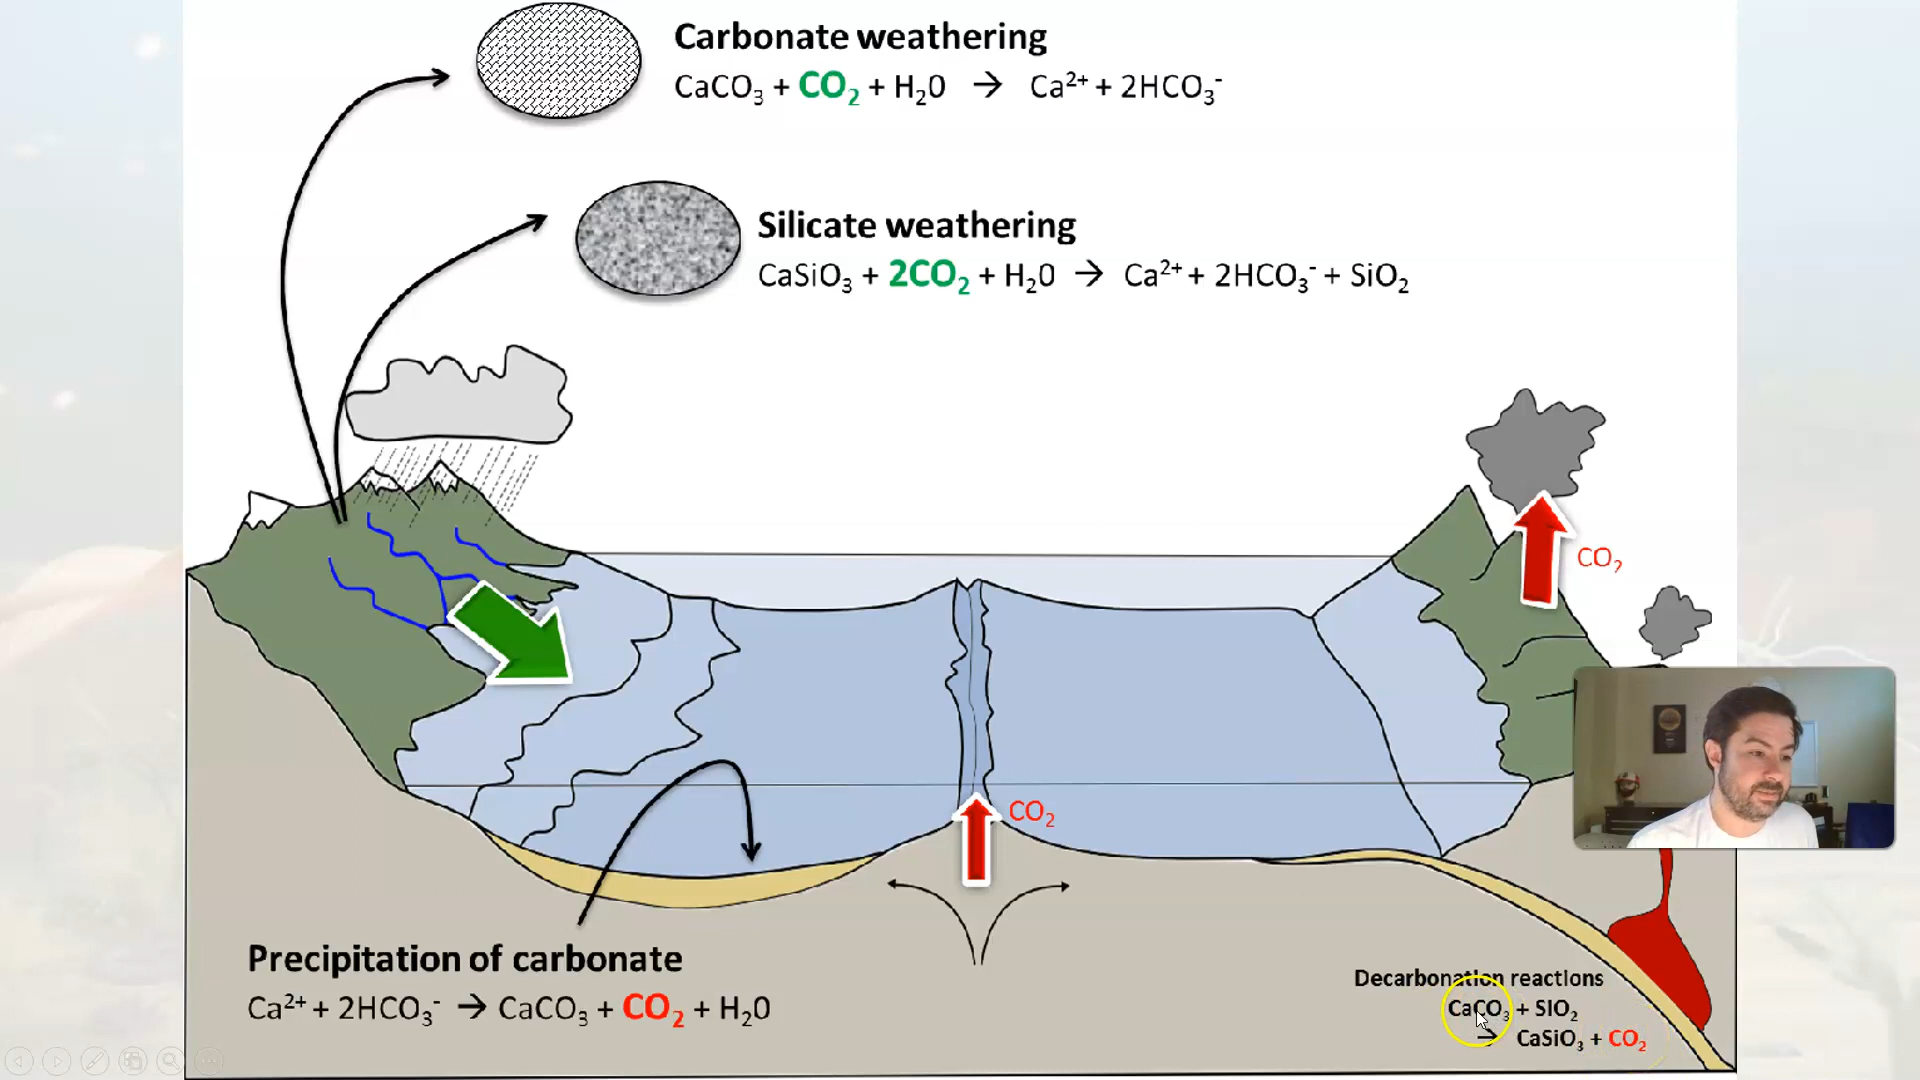 Carbonate weathering
CaCO₃ + CO₂ + H₂0 → Ca²⁺ + 2HCO₃⁻
Silicate weathering
CaSiO₃ + 2CO₂ + H₂0 → Ca²⁺ + 2HCO₃⁻ + SiO₂
CO₂
CO₂
Precipitation of carbonate
Ca²⁺ + 2HCO₃⁻ → CaCO₃ + CO₂ + H₂0
Decarbonation reactions
CaCO₃ + SIO₂
→ CaSiO₃ + CO₂